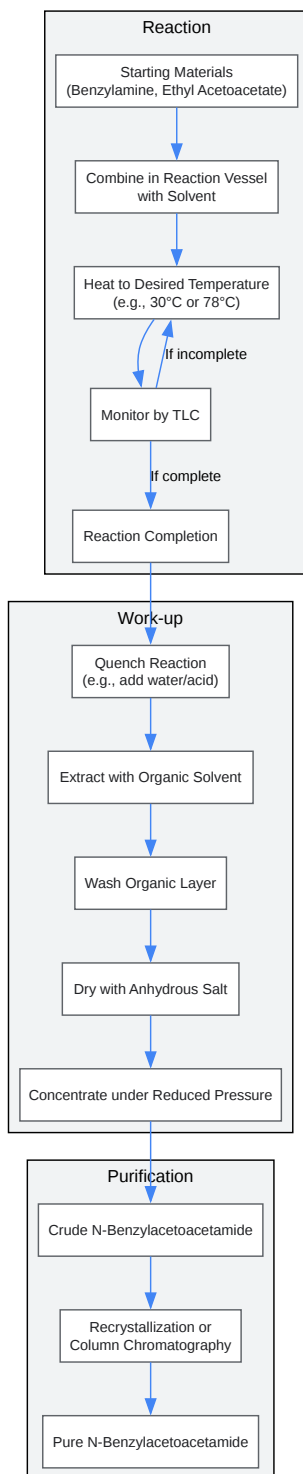 Reaction
Starting Materials
(Benzylamine, Ethyl Acetoacetate)
Combine in Reaction Vessel
with Solvent
Heat to Desired Temperature
(e.g., 30°C or 78°C)
If incomplete
Monitor by TLC
If complete
Reaction Completion
Work-up
Quench Reaction
(e.g., add water/acid)
Extract with Organic Solvent
Wash Organic Layer
Dry with Anhydrous Salt
Concentrate under Reduced Pressure
Purification
Crude N-Benzylacetoacetamide
Recrystallization or
Column Chromatography
Pure N-Benzylacetoacetamide